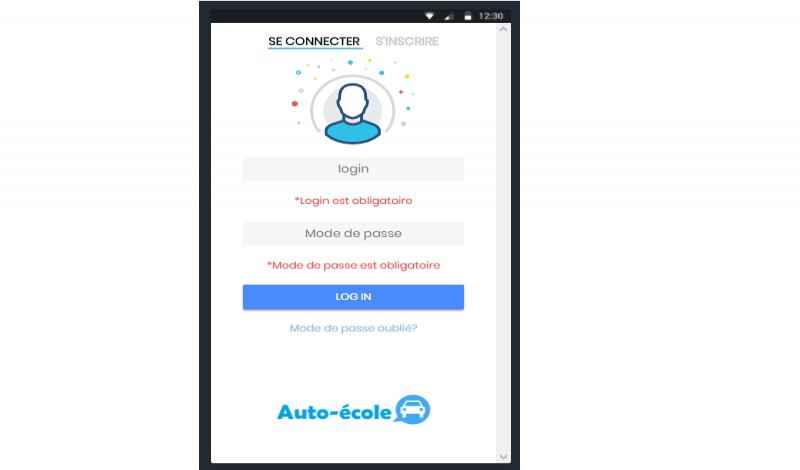 12:30
SE CONNECTER S'INSCRIRE
login
*Login est obligatoire
Mode de passe
*Mode de passe est obligatoire
LOG IN
Mode de passe oublié?
Auto-école